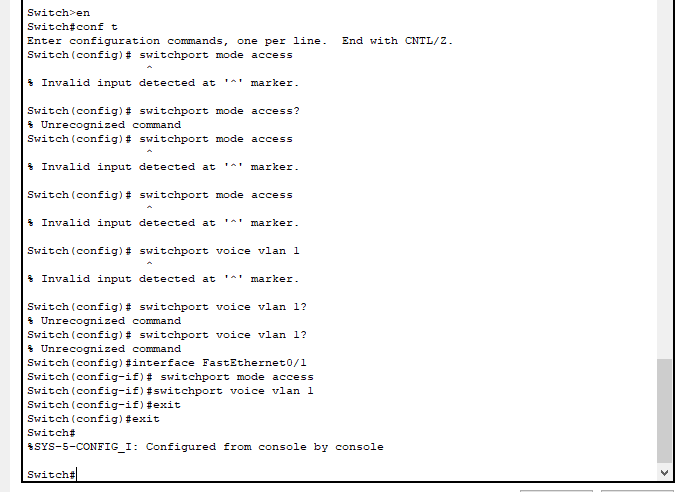 Switch>en
Switch#conf t
Enter configuration commands, one per line.  End with CNTL/Z.
Switch(config)# switchport mode access
^
% Invalid input detected at '^' marker.
Switch(config)# switchport mode access?
% Unrecognized command
Switch(config)# switchport mode access
^
% Invalid input detected at '^' marker.
Switch(config)# switchport mode access
^
% Invalid input detected at '^' marker.
Switch(config)# switchport voice vlan 1
^
% Invalid input detected at '^' marker.
Switch(config)# switchport voice vlan 1?
% Unrecognized command
Switch(config)# switchport voice vlan 1?
% Unrecognized command
Switch(config)#interface FastEthernet0/1
Switch(config-if)# switchport mode access
Switch(config-if)#switchport voice vlan 1
Switch(config-if)#exit
Switch(config)#exit
Switch#
%SYS-5-CONFIG_I: Configured from console by console
Switch#